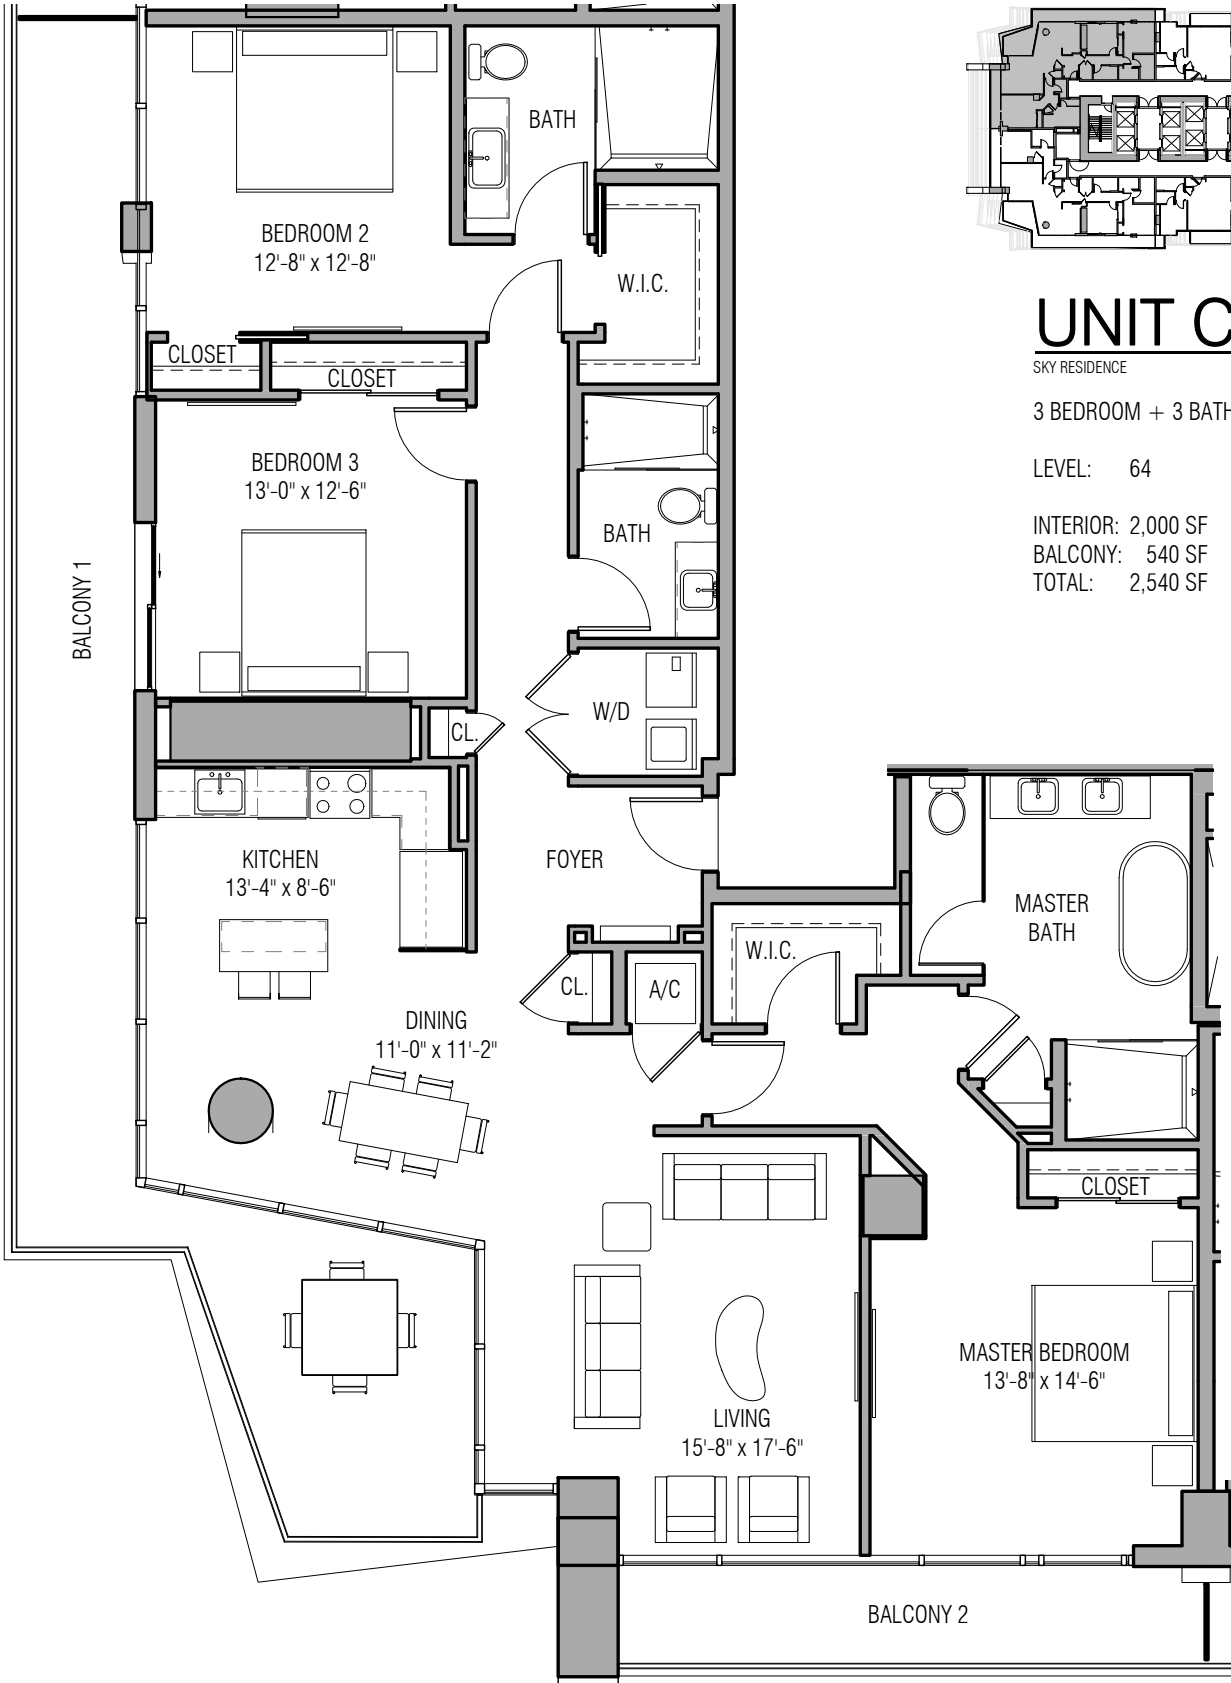 BATH
BEDROOM 2
12'-8" x 12'-8"
W.I.C.
CLOSET
CLOSET
BEDROOM 3
13'-0" x 12'-6"
BATH
BALCONY 1
W/D
CL.
KITCHEN
13'-4" x 8'-6"
FOYER
MASTER
BATH
W.I.C.
CL.
A/C
DINING
11'-0" x 11'-2"
CLOSET
MASTER BEDROOM
13'-8" x 14'-6"
LIVING
15'-8" x 17'-6"
BALCONY 2
UNIT C
SKY RESIDENCE
3 BEDROOM + 3 BATH
LEVEL: 64
INTERIOR: 2,000 SF
BALCONY: 540 SF
TOTAL: 2,540 SF